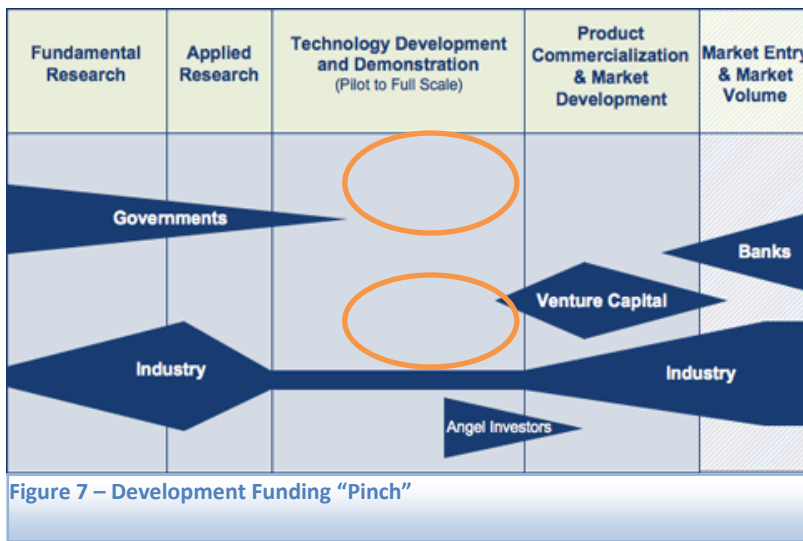 Fundamental
Research
Applied
Research
Technology Development
and Demonstration
(Pilot to Full Scale)
Product
Commercialization
& Market
Development
Market Entry
& Market
Volume
Governments
Banks
Venture Capital
Industry
Industry
Angel Investors
Figure 7 – Development Funding “Pinch”